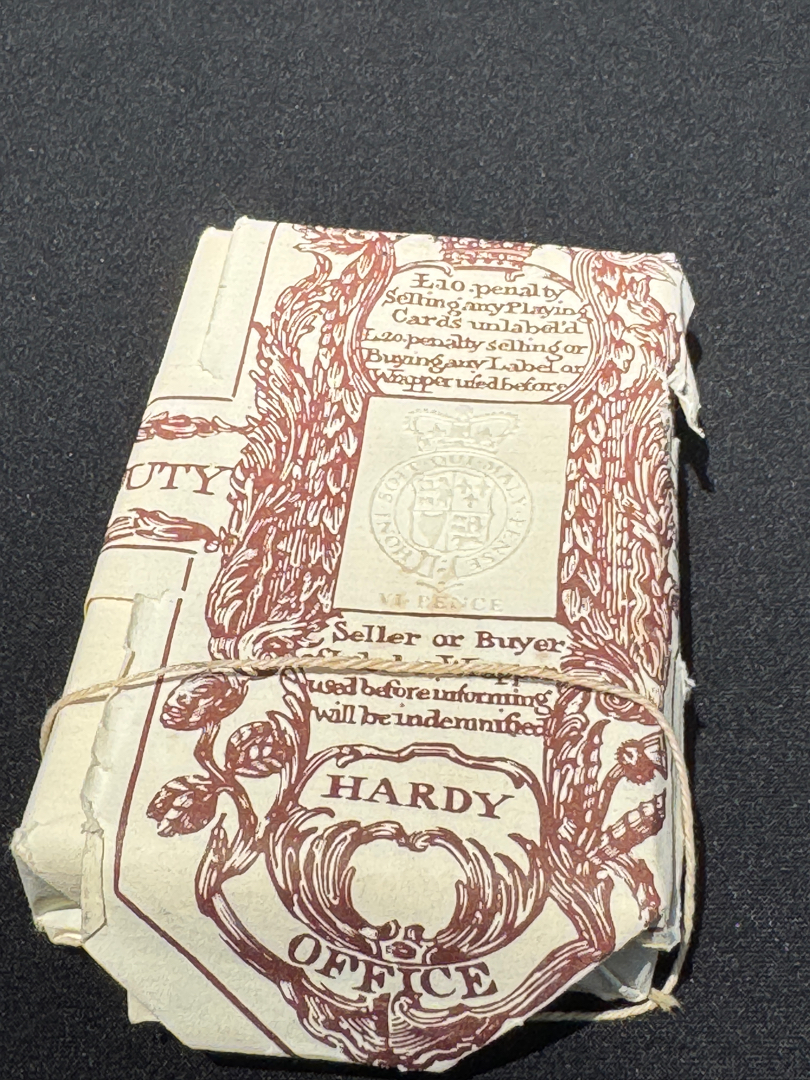 £10. penalty
Selling any Playing
Cards unlabel'd
£20. penalty selling or
Buying any Label or
Wrapper used before
UTY
HONI SOIT QUI MAL Y PENSE
VI PENCE
Seller or Buyer
used before informing
will be indemnified
HARDY
OFFICE